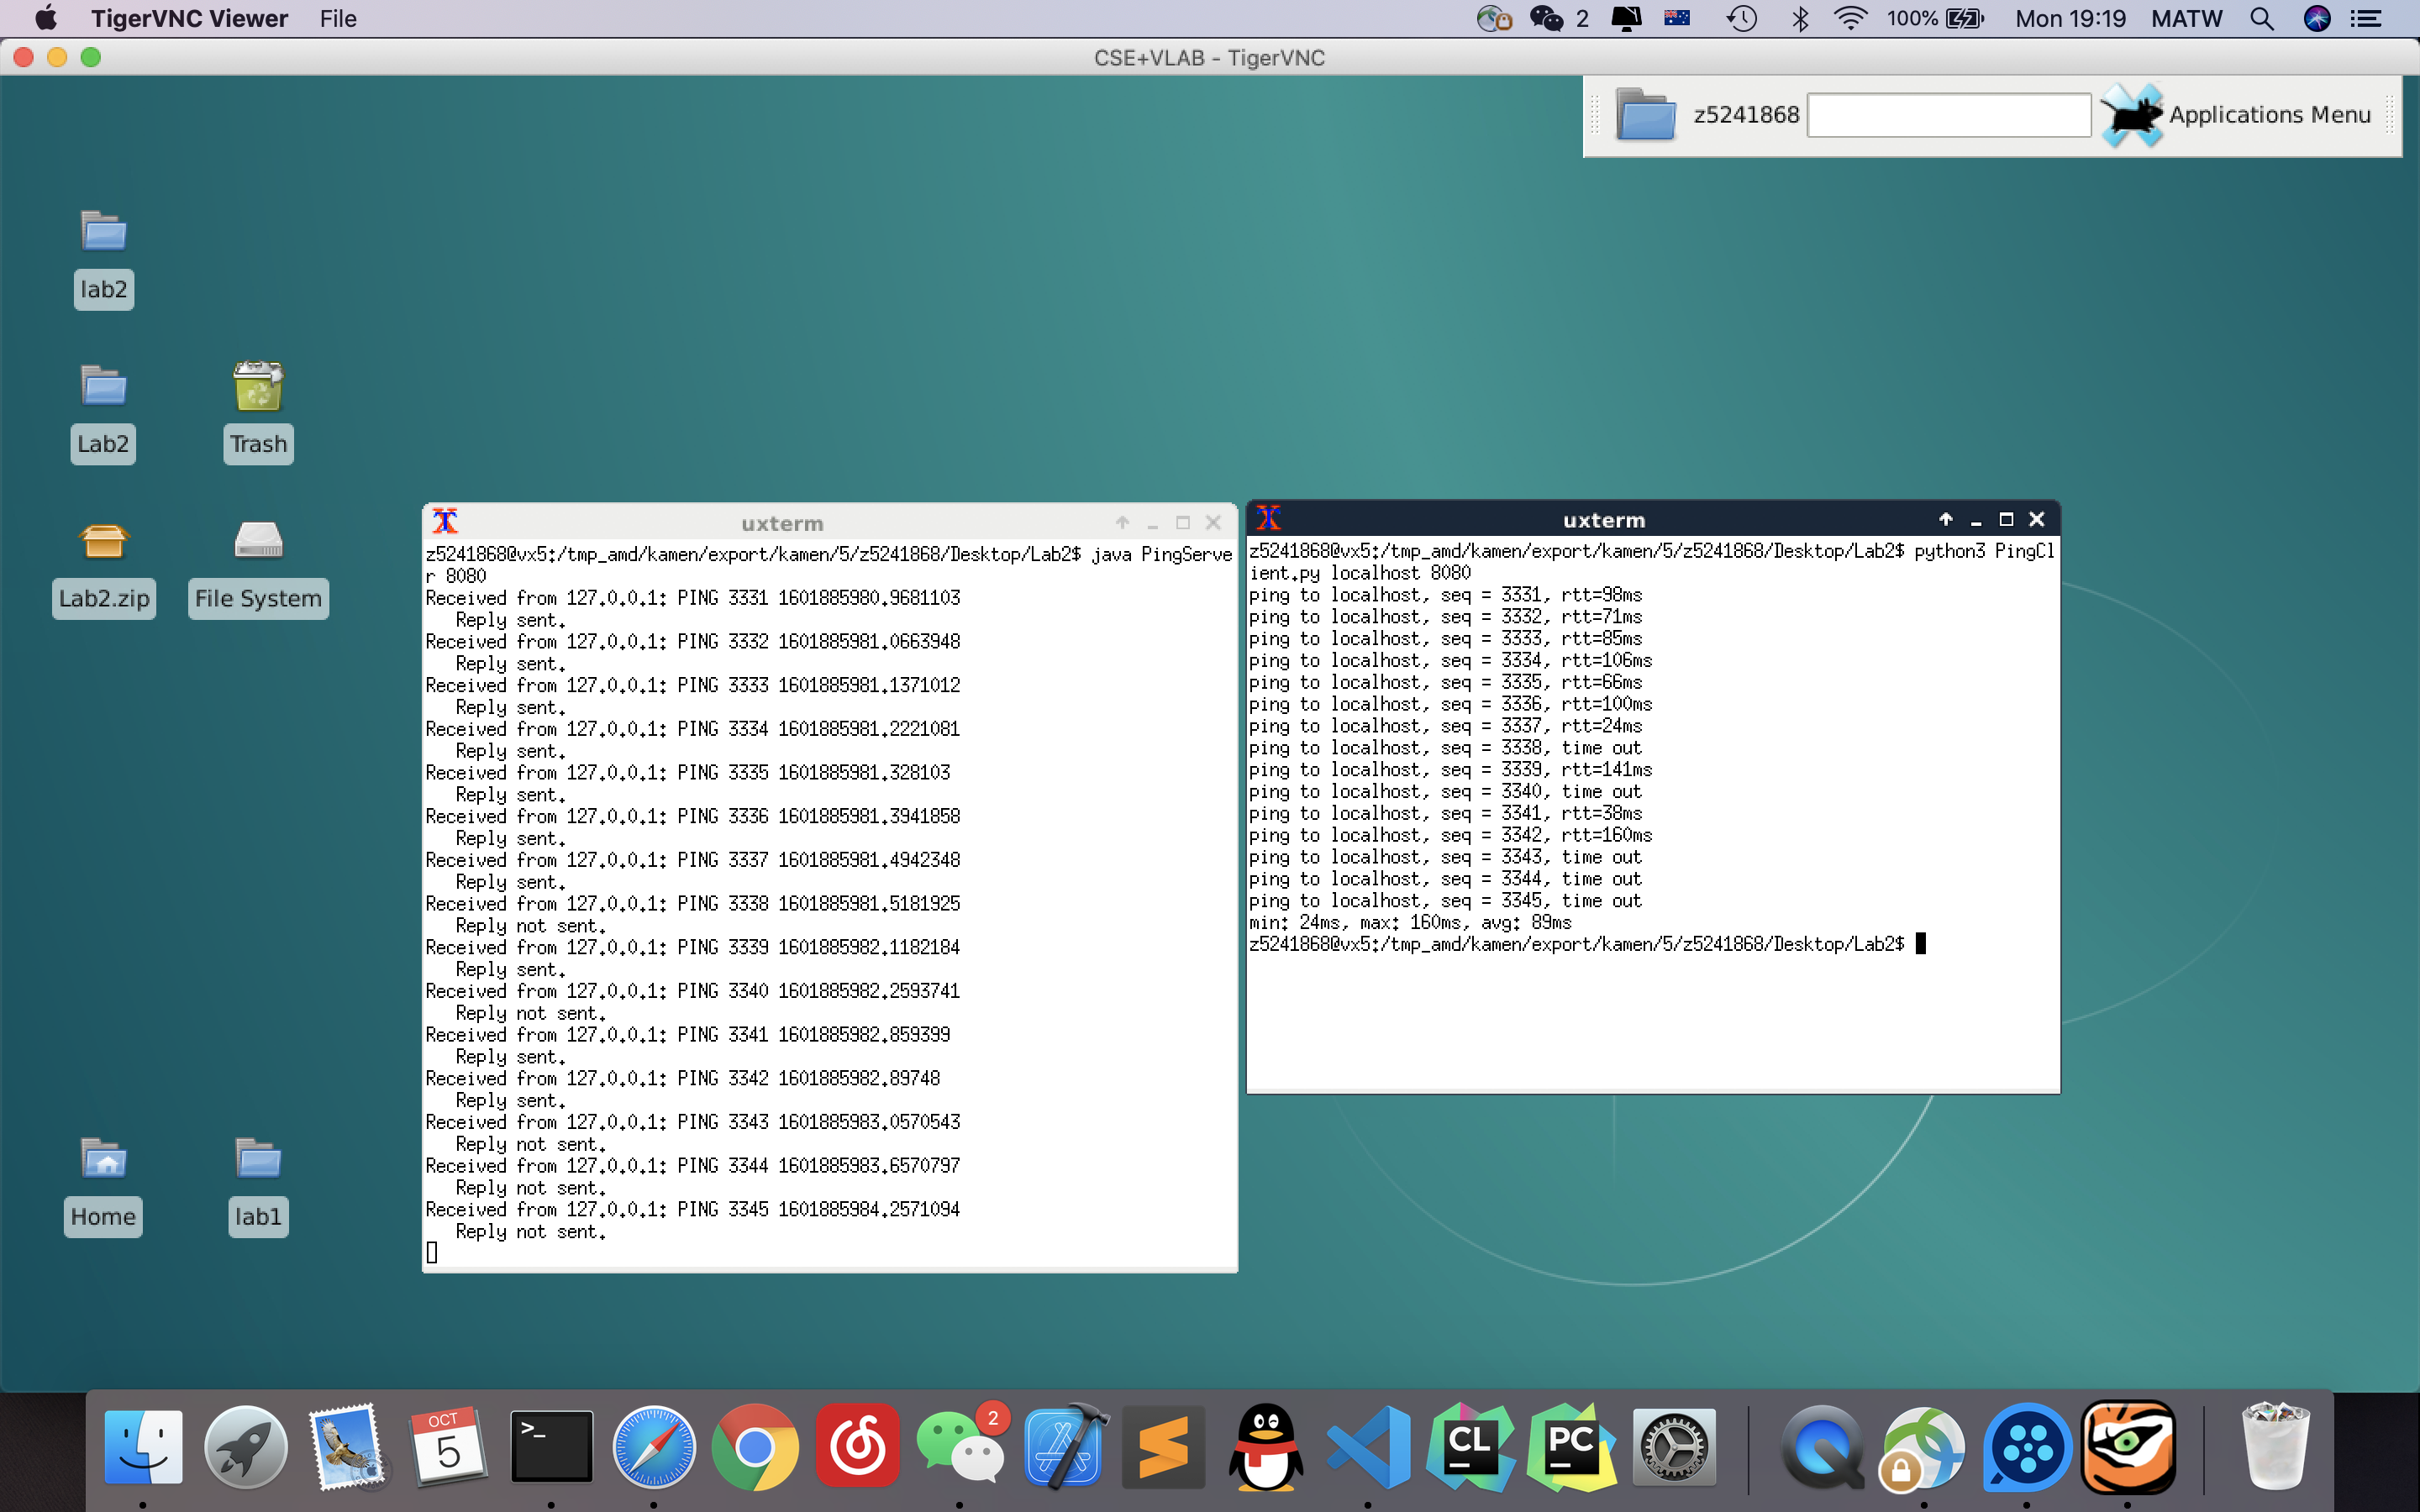 TigerVNC Viewer File 2 100% Mon 19:19 MATW
CSE+VLAB - TigerVNC
z5241868 Applications Menu
lab2
Lab2
Trash
Lab2.zip
File System
Home
lab1
uxterm
z5241868@vx5:/tmp_amd/kamen/export/kamen/5/z5241868/Desktop/Lab2$ java PingServe
r 8080
Received from 127.0.0.1: PING 3331 1601885980.9681103
Reply sent.
Received from 127.0.0.1: PING 3332 1601885981.0663948
Reply sent.
Received from 127.0.0.1: PING 3333 1601885981.1371012
Reply sent.
Received from 127.0.0.1: PING 3334 1601885981.2221081
Reply sent.
Received from 127.0.0.1: PING 3335 1601885981.328103
Reply sent.
Received from 127.0.0.1: PING 3336 1601885981.3941858
Reply sent.
Received from 127.0.0.1: PING 3337 1601885981.4942348
Reply sent.
Received from 127.0.0.1: PING 3338 1601885981.5181925
Reply not sent.
Received from 127.0.0.1: PING 3339 1601885982.1182184
Reply sent.
Received from 127.0.0.1: PING 3340 1601885982.2593741
Reply not sent.
Received from 127.0.0.1: PING 3341 1601885982.859399
Reply sent.
Received from 127.0.0.1: PING 3342 1601885982.89748
Reply sent.
Received from 127.0.0.1: PING 3343 1601885983.0570543
Reply not sent.
Received from 127.0.0.1: PING 3344 1601885983.6570797
Reply not sent.
Received from 127.0.0.1: PING 3345 1601885984.2571094
Reply not sent.
uxterm
z5241868@vx5:/tmp_amd/kamen/export/kamen/5/z5241868/Desktop/Lab2$ python3 PingCl
ient.py localhost 8080
ping to localhost, seq = 3331, rtt=98ms
ping to localhost, seq = 3332, rtt=71ms
ping to localhost, seq = 3333, rtt=85ms
ping to localhost, seq = 3334, rtt=106ms
ping to localhost, seq = 3335, rtt=66ms
ping to localhost, seq = 3336, rtt=100ms
ping to localhost, seq = 3337, rtt=24ms
ping to localhost, seq = 3338, time out
ping to localhost, seq = 3339, rtt=141ms
ping to localhost, seq = 3340, time out
ping to localhost, seq = 3341, rtt=38ms
ping to localhost, seq = 3342, rtt=160ms
ping to localhost, seq = 3343, time out
ping to localhost, seq = 3344, time out
ping to localhost, seq = 3345, time out
min: 24ms, max: 160ms, avg: 89ms
z5241868@vx5:/tmp_amd/kamen/export/kamen/5/z5241868/Desktop/Lab2$
OCT
5
>_
2
CL
PC